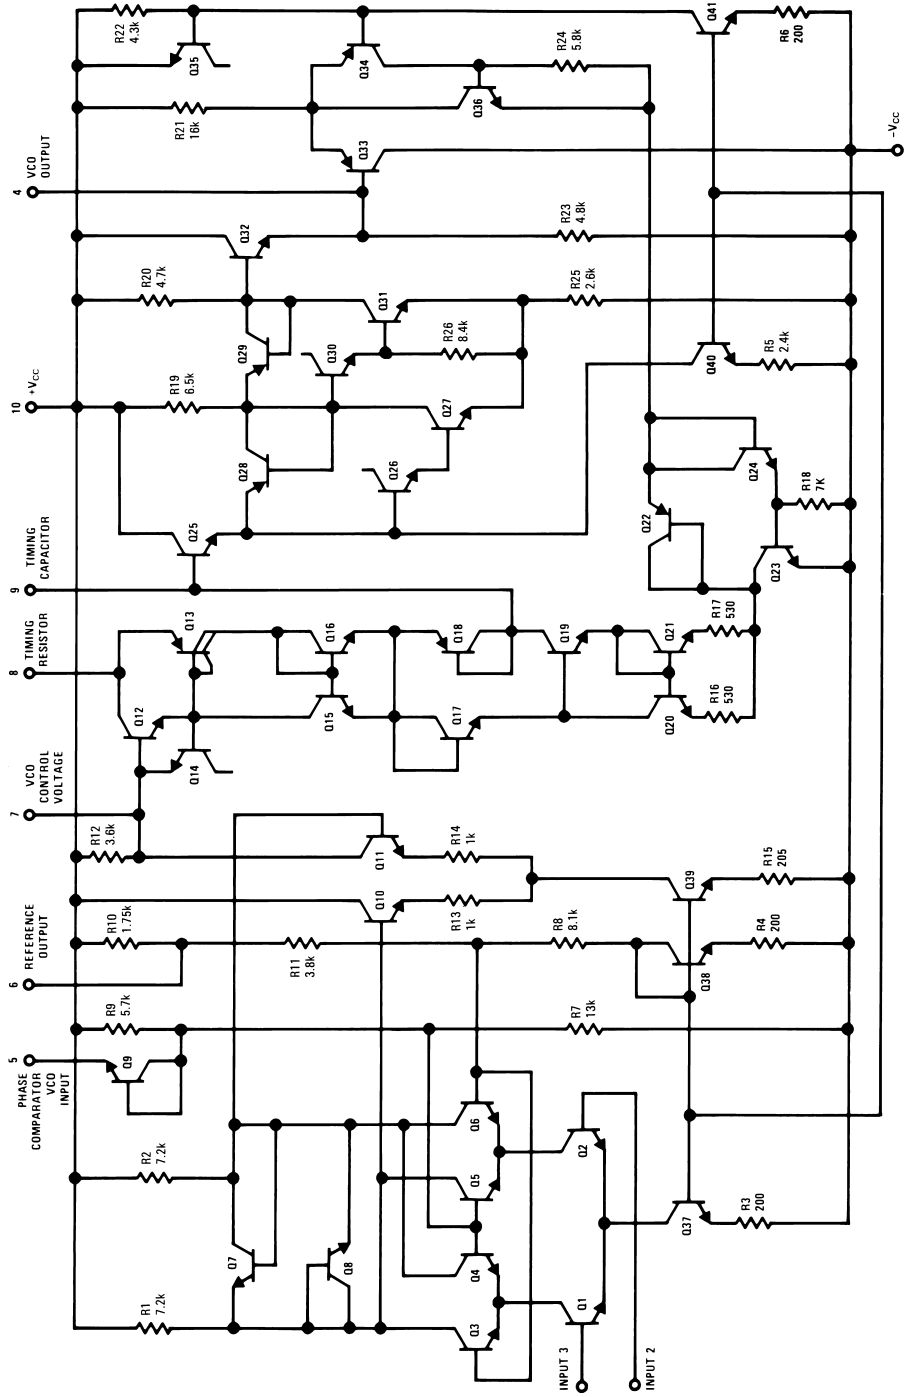 5
PHASE
COMPARATOR
VCO
INPUT
6
REFERENCE
OUTPUT
7
VCO
CONTROL
VOLTAGE
8
TIMING
RESISTOR
9
TIMING
CAPACITOR
10
+VCC
4
VCO
OUTPUT
R1
7.2k
R2
7.2k
Q9
R9
5.7k
R10
1.75k
R12
3.6k
Q12
R20
4.7k
R22
4.3k
R19
6.5k
R21
16k
Q14
Q13
Q25
Q35
Q7
Q28
Q29
Q32
R11
3.8k
Q8
Q15
Q16
Q30
Q10
Q11
Q26
Q31
Q33
Q34
R13
1k
R14
1k
Q17
Q18
Q27
R26
8.4k
Q3
Q4
Q5
Q6
Q36
R8
8.1k
R7
13k
Q19
R25
2.6k
R23
4.8k
R24
5.8k
INPUT 3
Q1
Q2
INPUT 2
Q20
Q21
Q22
Q37
Q38
Q39
R16
530
R17
530
Q24
Q40
Q41
R3
200
R4
200
R15
205
Q23
R18
7K
R5
2.4k
R6
200
−VCC